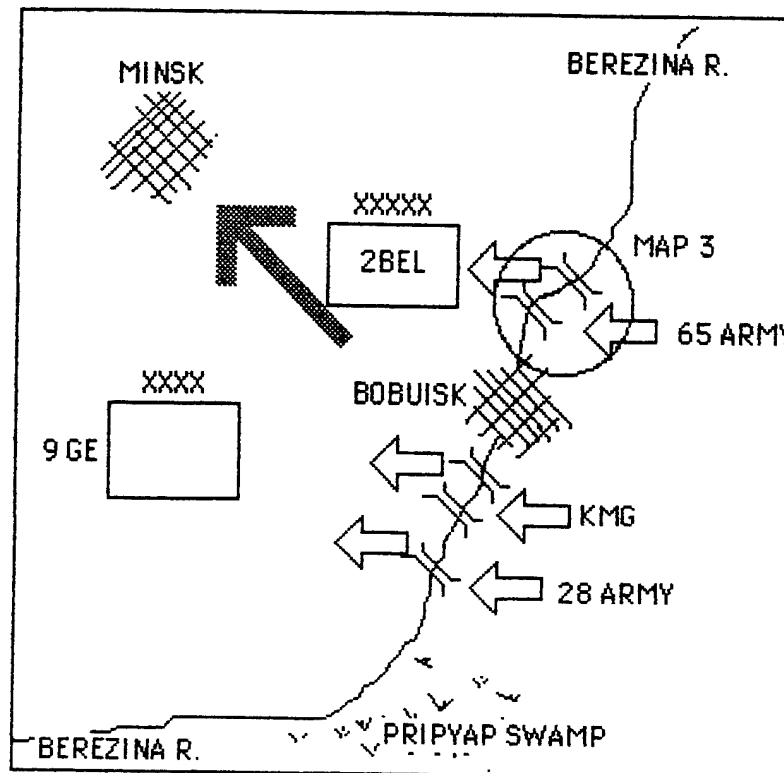 BEREZINA R.
MINSK
XXXXX
2BEL
MAP 3
65 ARMY
XXXX
BOBUISK
9 GE
KMG
28 ARMY
PRIPYAP SWAMP
BEREZINA R.